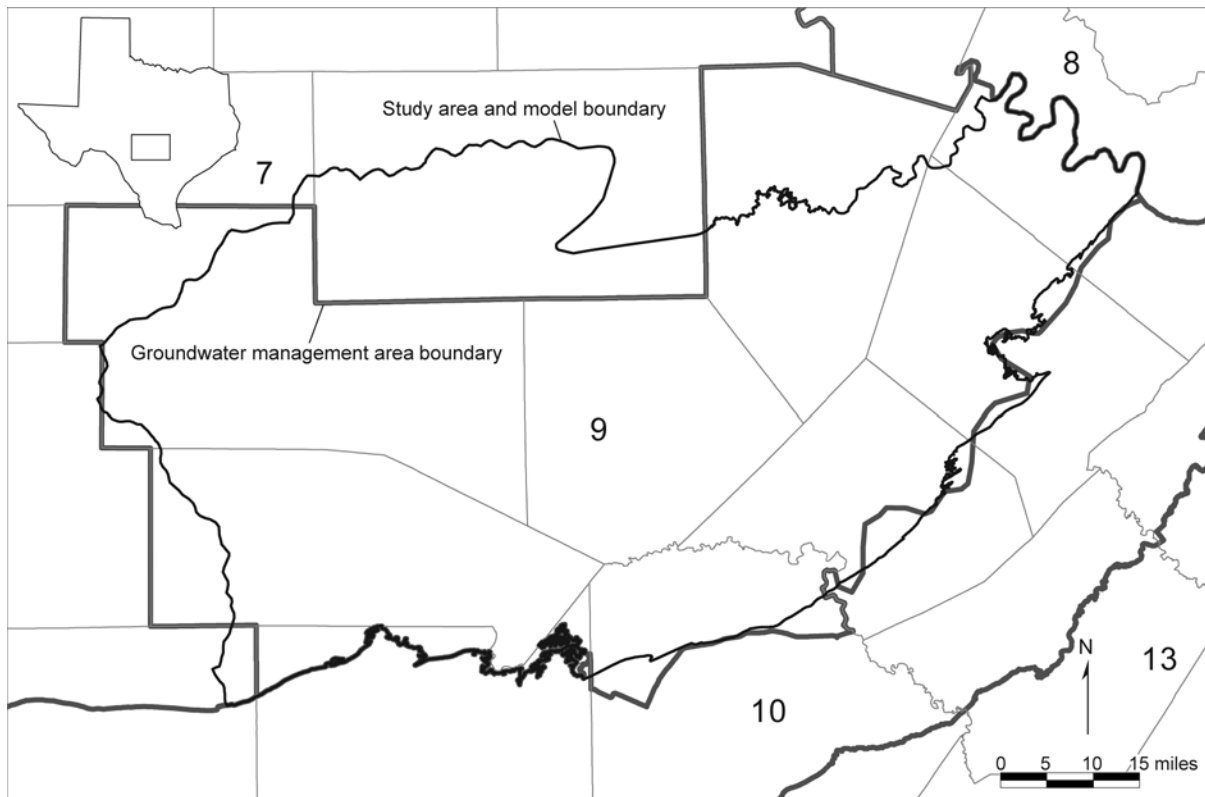 8
Study area and model boundary
7
Groundwater management area boundary
9
N
13
10
0 5 10 15 miles